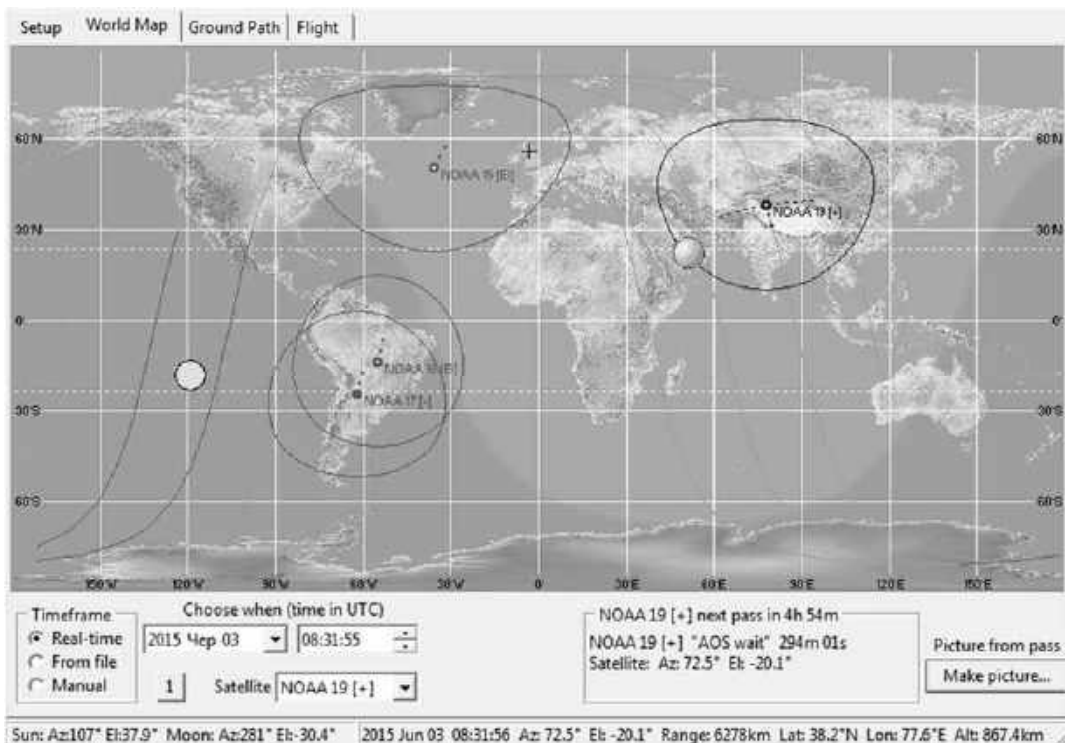 Setup World Map Ground Path Flight
60'N 60'N
NOAA 15 [El]
NOAA 19 [+]
30'N 30'N
0' 0'
NOAA 17 [-]
30'S 30'S
60'S 60'S
150'W 120'W 90'W 60'W 30'W 0 30'E 60'E 90'E 120'E 150'E
Timeframe
Real-time
From file
Manual
Choose when (time in UTC)
2015 Чер 03 08:31:55
1 Satellite NOAA 19 [+]
NOAA 19 [+] next pass in 4h 54m
NOAA 19 [+] "AOS wait" 294m 01s
Satellite: Az: 72.5° El: -20.1°
Picture from pass
Make picture...
Sun: Az:107° El:37.9° Moon: Az:281° El:-30.4° 2015 Jun 03 08:31:56 Az: 72.5° El: -20.1° Range: 6278km Lat: 38.2°N Lon: 77.6°E Alt: 867.4km